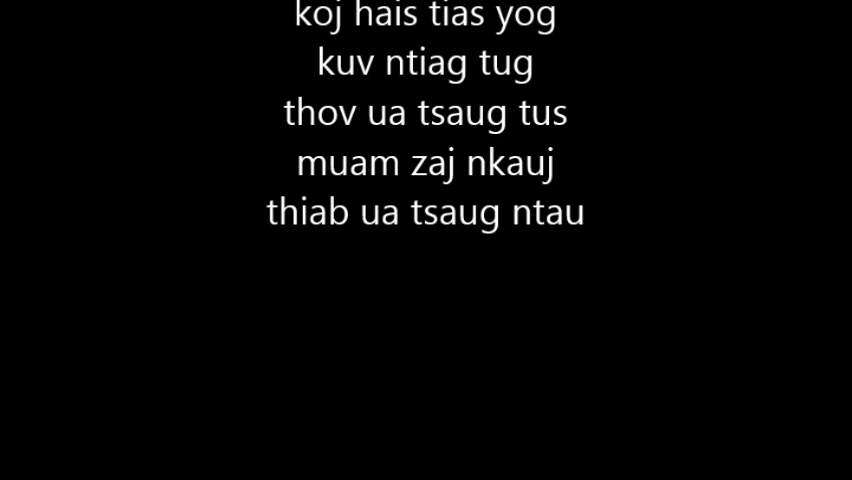 koj hais tias yog
kuv ntiag tug
thov ua tsaug tus
muam zaj nkauj
thiab ua tsaug ntau